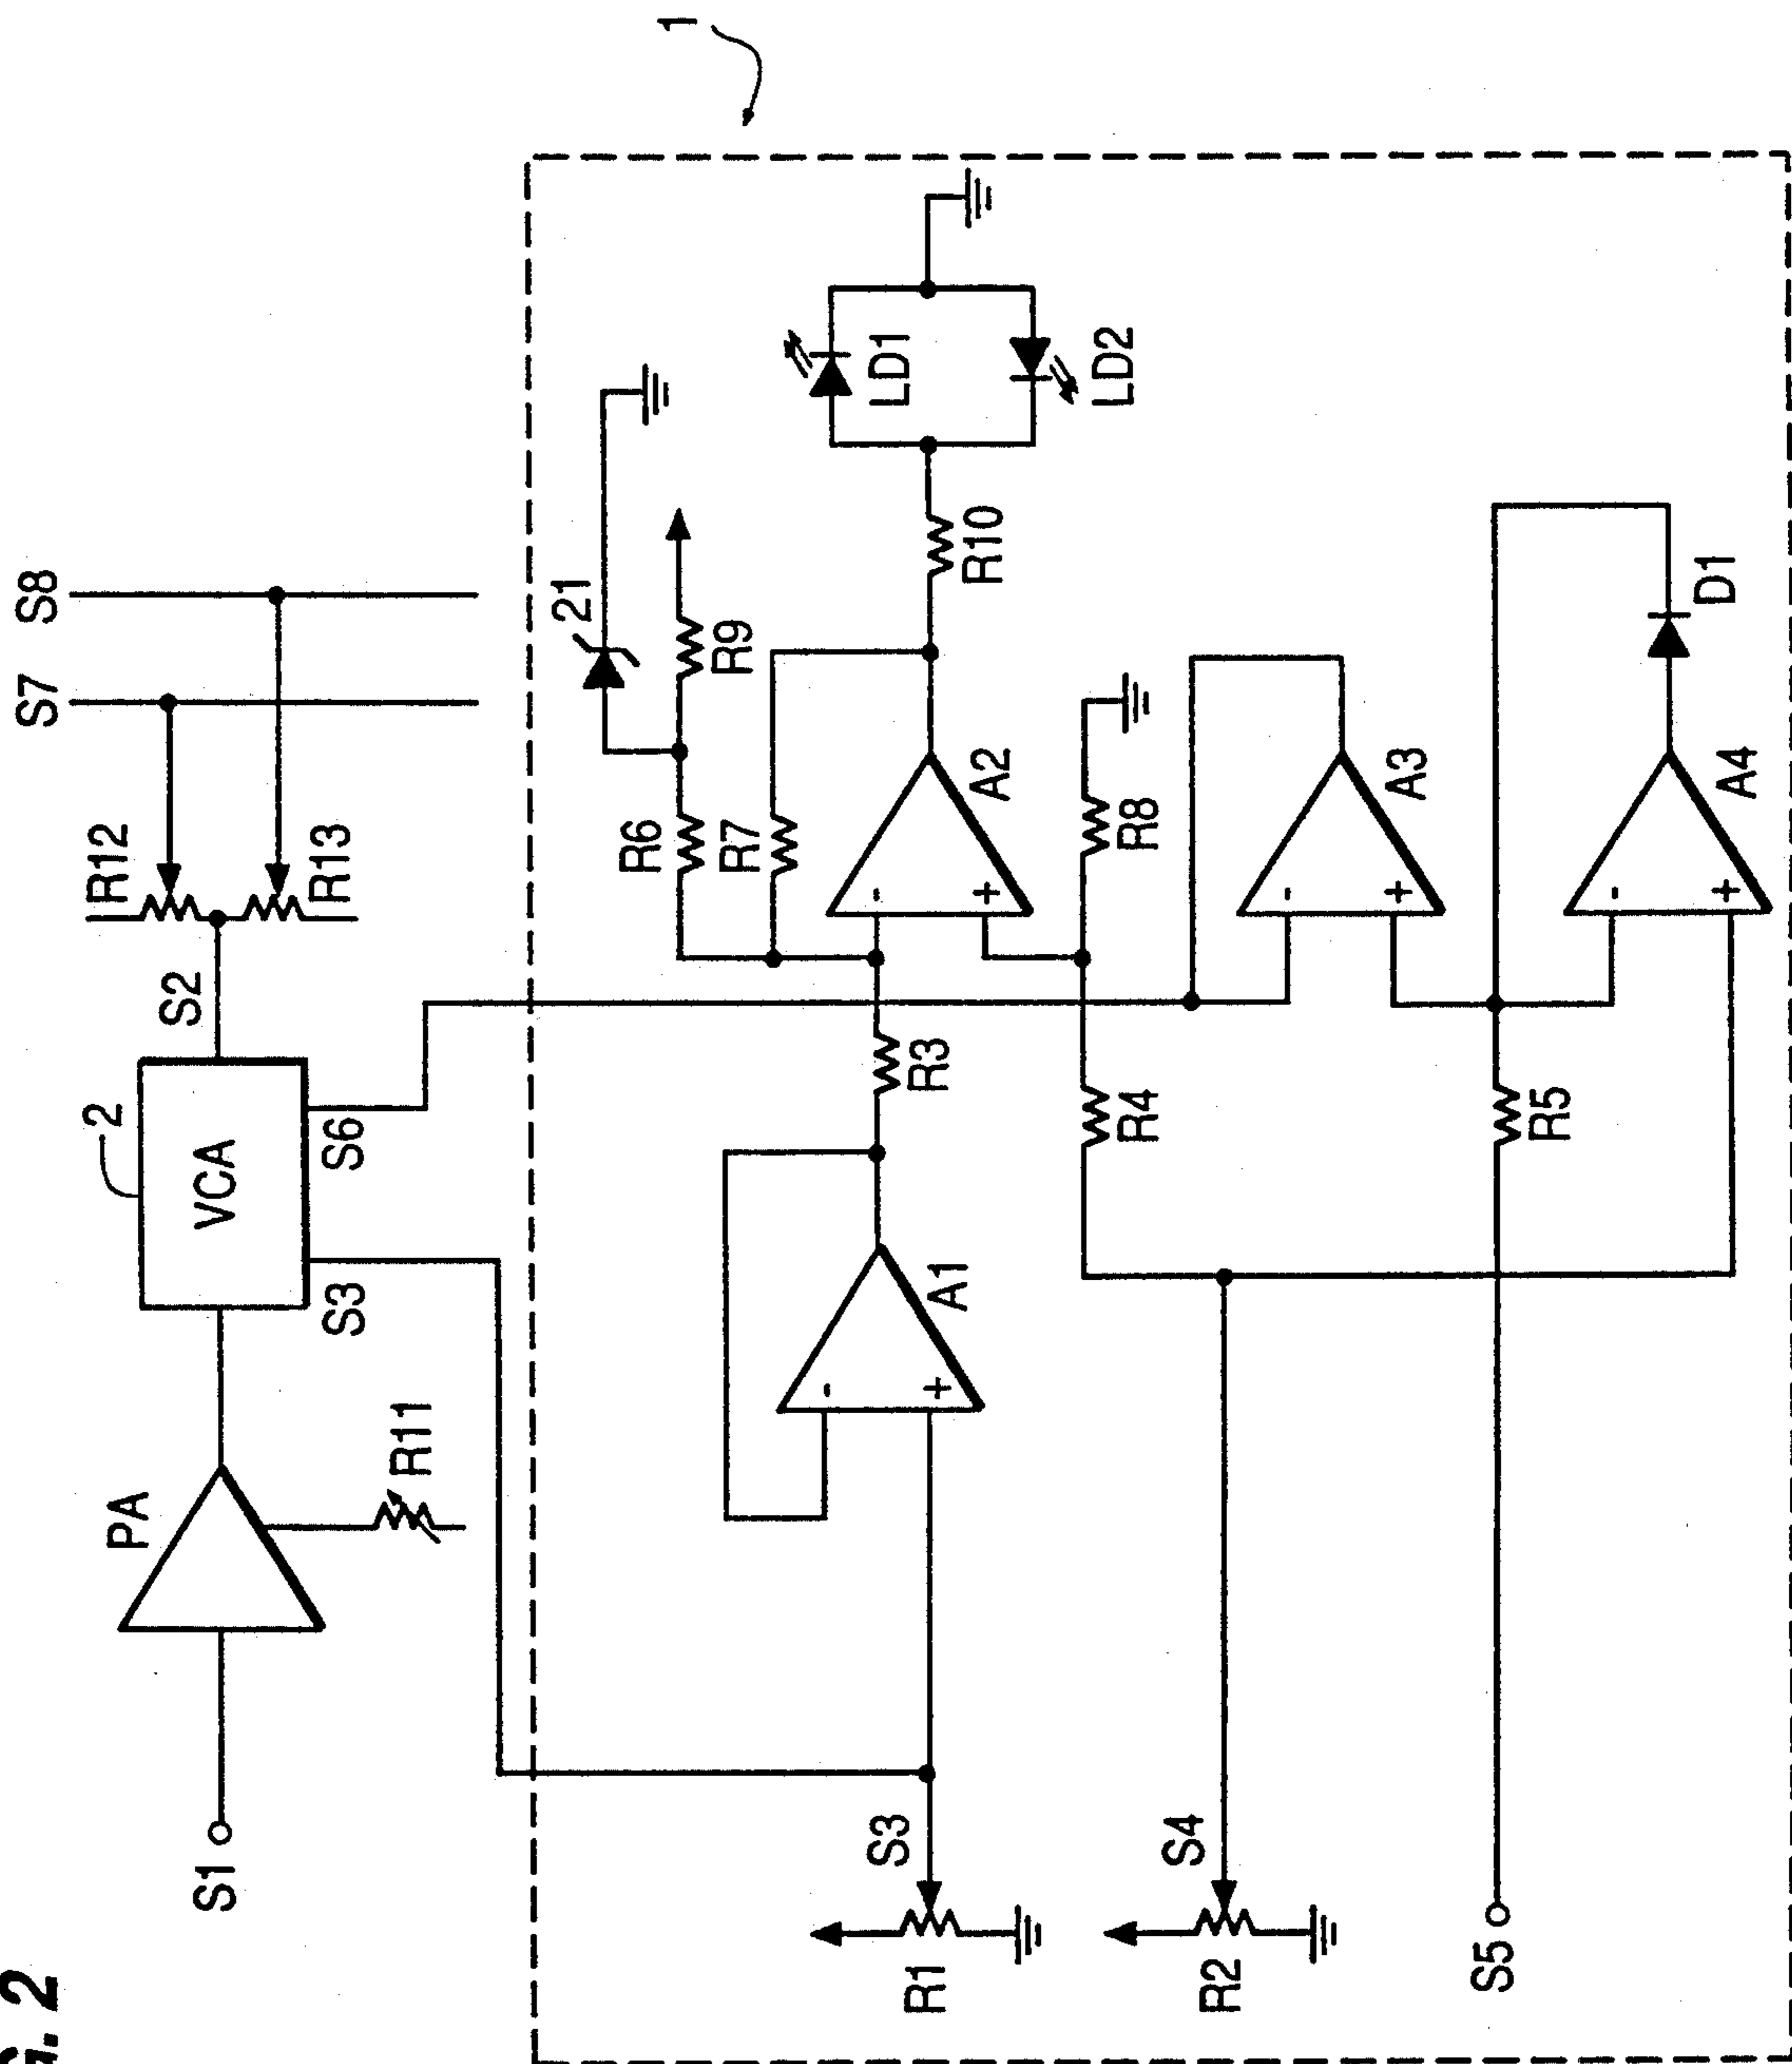 G. 2
S1
PA
R11
2
VCA
S3
S6
S2
R12
R13
S7
S8
1
R1
S3
-
+
A1
R3
R6
21
R9
R7
-
+
A2
R10
LD1
LD2
R2
S4
R4
R8
-
+
A3
S5
R5
-
+
A4
D1